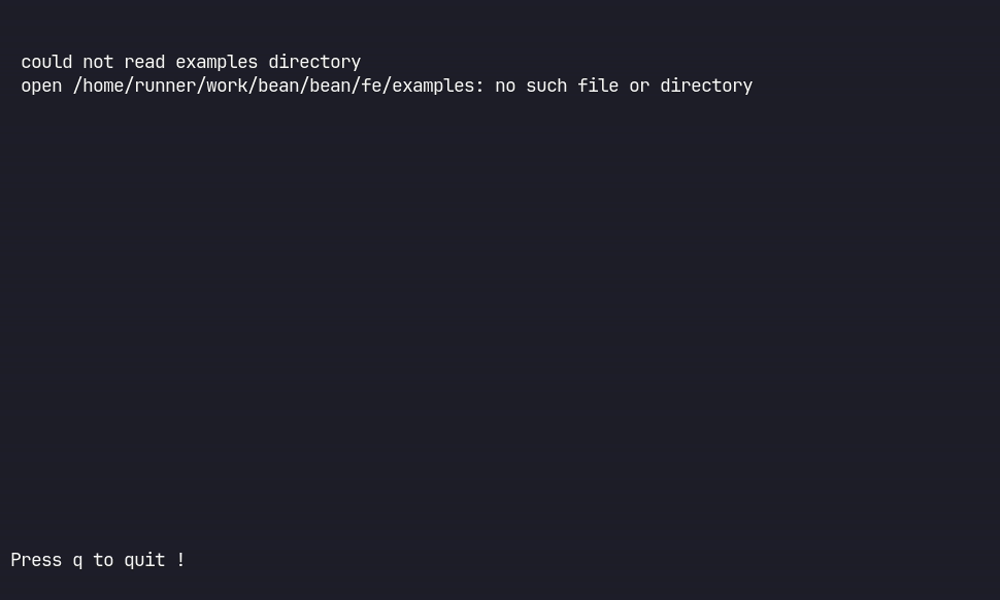 could not read examples directory
open /home/runner/work/bean/bean/fe/examples: no such file or directory
Press q to quit !